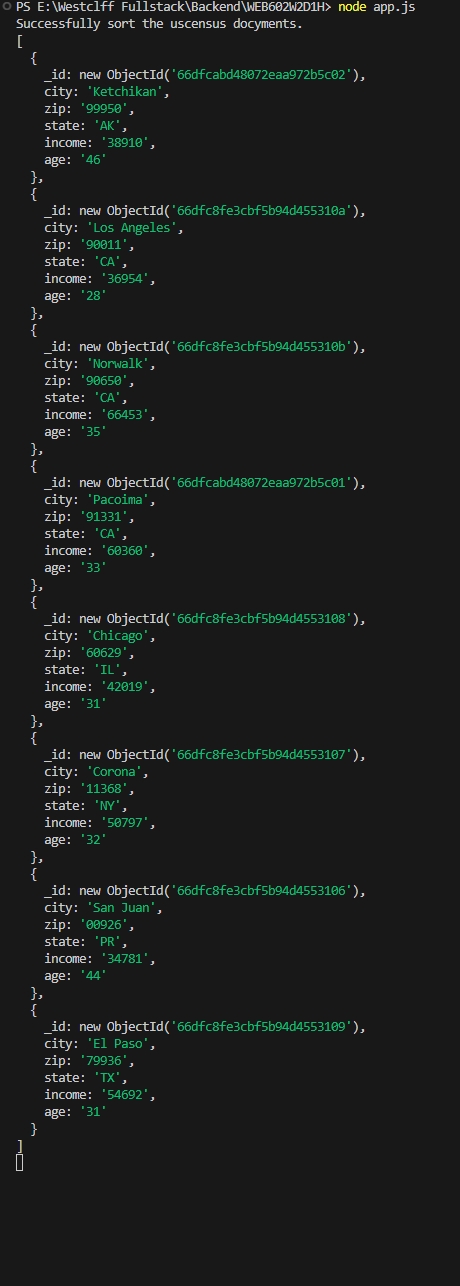 PS E:\Westclff Fullstack\Backend\WEB602W2D1H> node app.js
Successfully sort the uscensus docyments.
[
  {
    _id: new ObjectId('66dfcabd48072eaa972b5c02'),
    city: 'Ketchikan',
    zip: '99950',
    state: 'AK',
    income: '38910',
    age: '46'
  },
  {
    _id: new ObjectId('66dfc8fe3cbf5b94d455310a'),
    city: 'Los Angeles',
    zip: '90011',
    state: 'CA',
    income: '36954',
    age: '28'
  },
  {
    _id: new ObjectId('66dfc8fe3cbf5b94d455310b'),
    city: 'Norwalk',
    zip: '90650',
    state: 'CA',
    income: '66453',
    age: '35'
  },
  {
    _id: new ObjectId('66dfcabd48072eaa972b5c01'),
    city: 'Pacoima',
    zip: '91331',
    state: 'CA',
    income: '60360',
    age: '33'
  },
  {
    _id: new ObjectId('66dfc8fe3cbf5b94d4553108'),
    city: 'Chicago',
    zip: '60629',
    state: 'IL',
    income: '42019',
    age: '31'
  },
  {
    _id: new ObjectId('66dfc8fe3cbf5b94d4553107'),
    city: 'Corona',
    zip: '11368',
    state: 'NY',
    income: '50797',
    age: '32'
  },
  {
    _id: new ObjectId('66dfc8fe3cbf5b94d4553106'),
    city: 'San Juan',
    zip: '00926',
    state: 'PR',
    income: '34781',
    age: '44'
  },
  {
    _id: new ObjectId('66dfc8fe3cbf5b94d4553109'),
    city: 'El Paso',
    zip: '79936',
    state: 'TX',
    income: '54692',
    age: '31'
  }
]